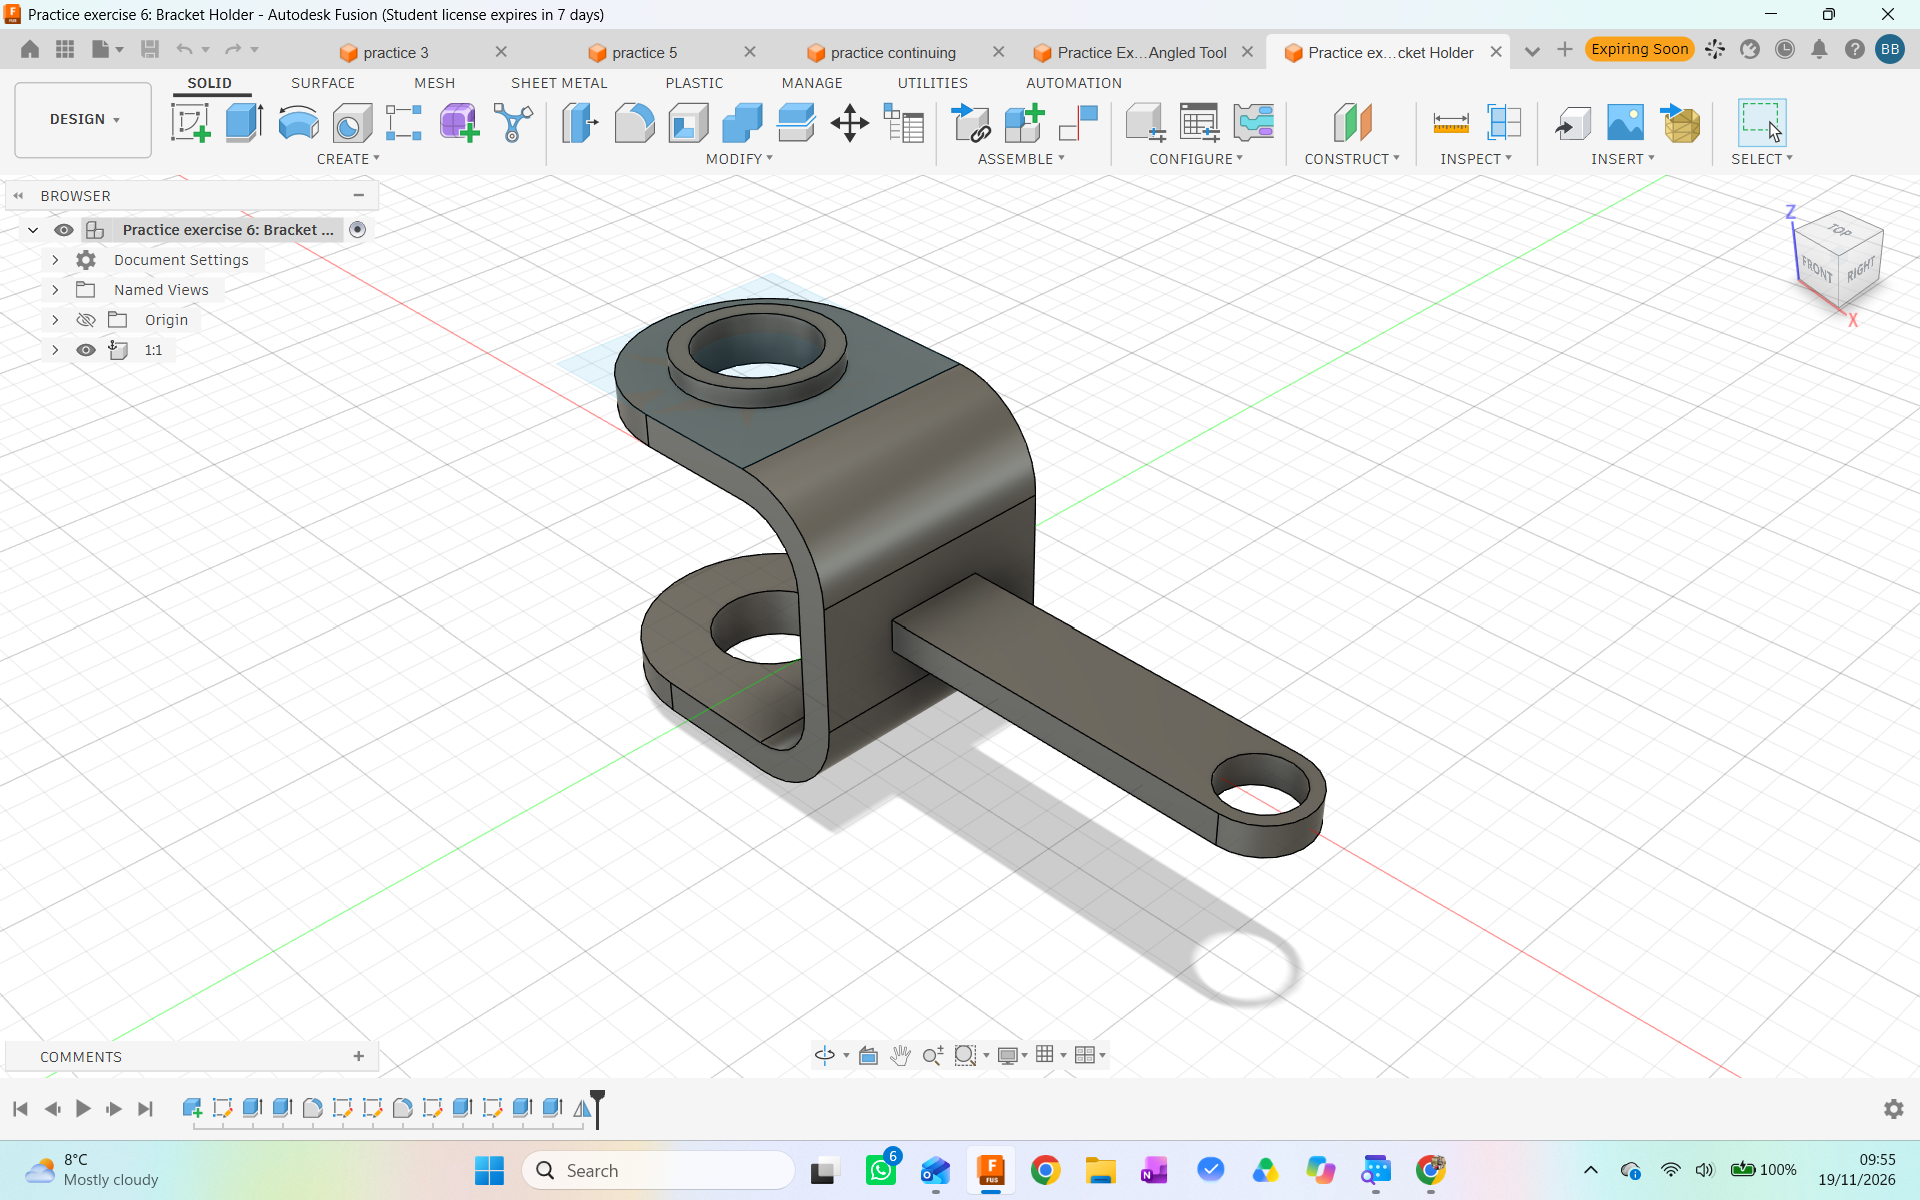 Practice exercise 6: Bracket Holder - Autodesk Fusion (Student license expires in 7 days)
practice 3
practice 5
practice continuing
Practice Ex...Angled Tool
Practice ex...cket Holder
Expiring Soon
BB
SOLID
SURFACE
MESH
SHEET METAL
PLASTIC
MANAGE
UTILITIES
AUTOMATION
DESIGN
CREATE
MODIFY
ASSEMBLE
CONFIGURE
CONSTRUCT
INSPECT
INSERT
SELECT
BROWSER
Practice exercise 6: Bracket ...
Document Settings
Named Views
Origin
1:1
Z
TOP
FRONT
RIGHT
X
COMMENTS
8°C
Mostly cloudy
Search
6
FUS
100%
09:55
19/11/2026